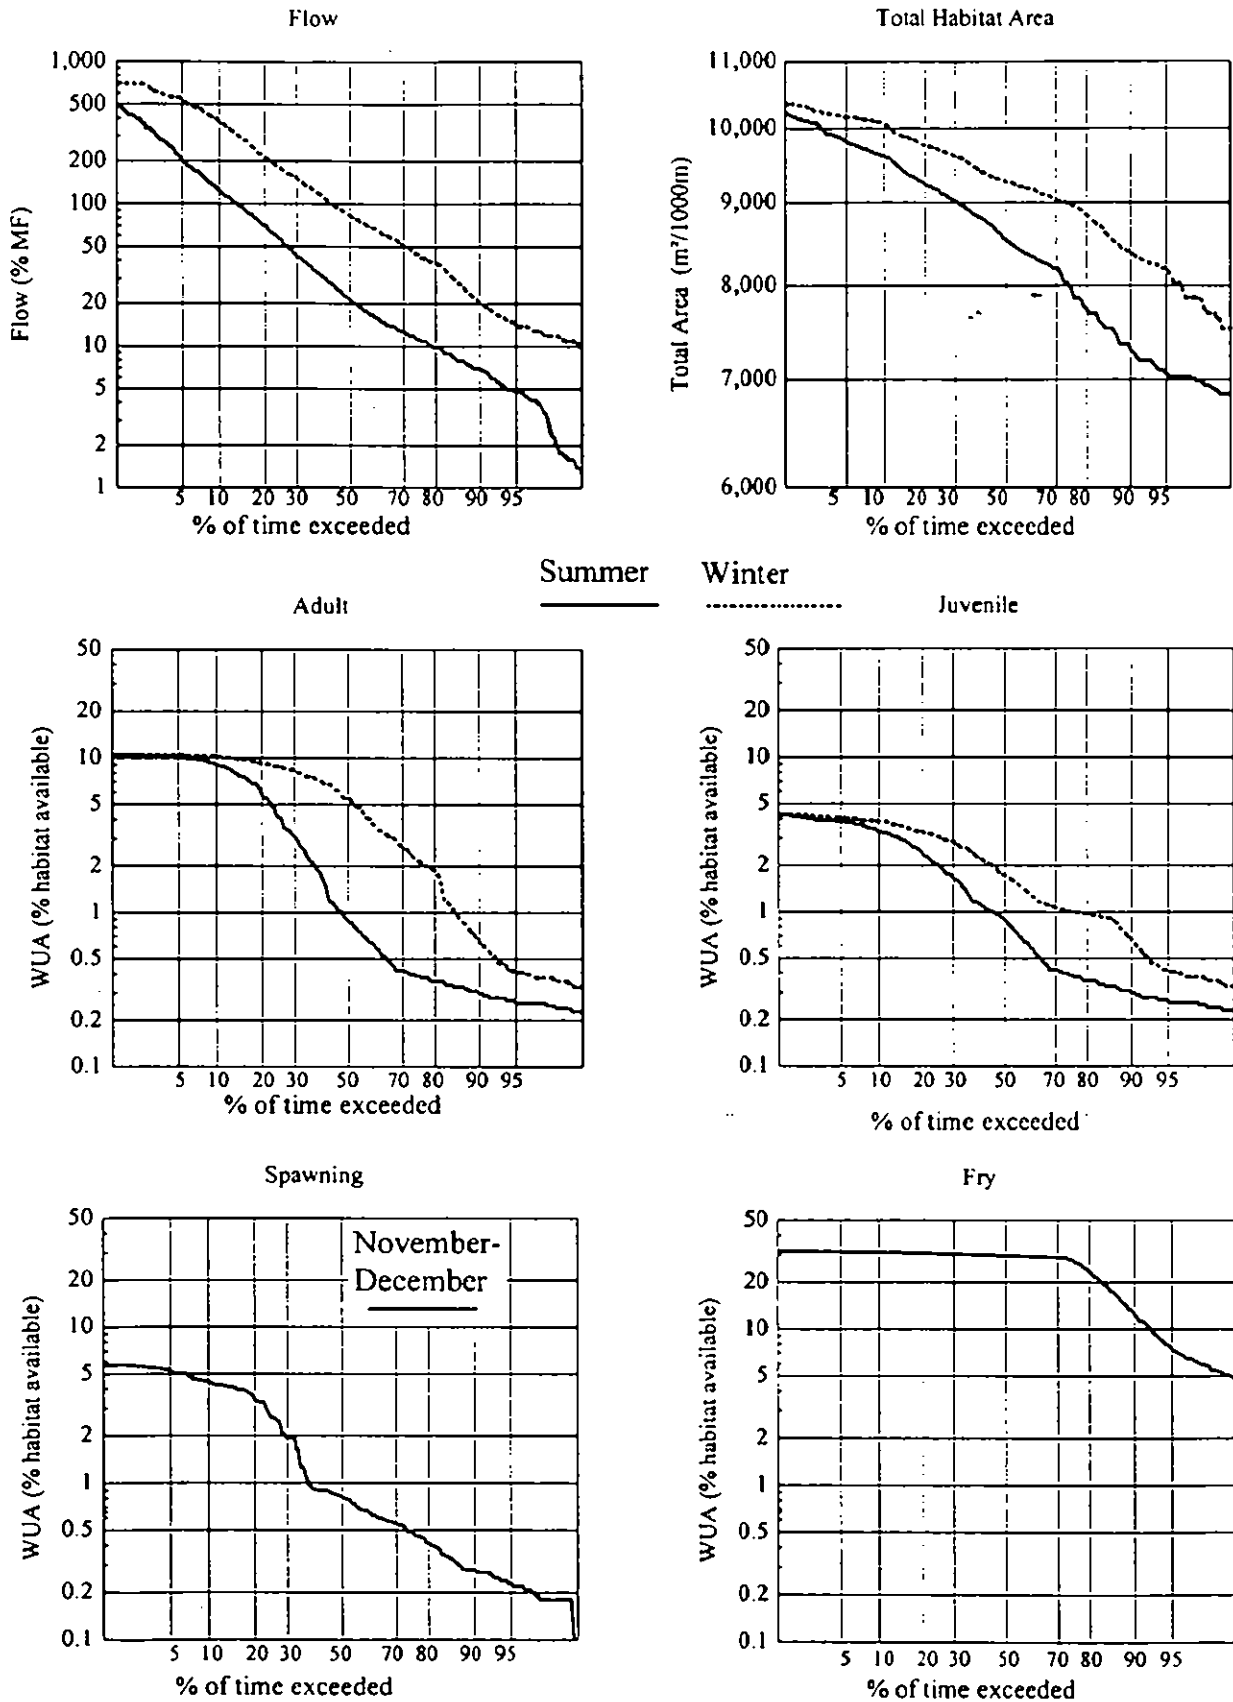 Flow
Flow (% MF)
1,000
500
200
100
50
20
10
5
2
1
5 10 20 30 50 70 80 90 95
% of time exceeded
Total Habitat Area
Total Area (m²/1000m)
11,000
10,000
9,000
8,000
7,000
6,000
5 10 20 30 50 70 80 90 95
% of time exceeded
Summer Winter
Adult
WUA (% habitat available)
50
20
10
5
2
1
0.5
0.2
0.1
5 10 20 30 50 70 80 90 95
% of time exceeded
Juvenile
WUA (% habitat available)
50
20
10
5
2
1
0.5
0.2
0.1
5 10 20 30 50 70 80 90 95
% of time exceeded
Spawning
November-
December
WUA (% habitat available)
50
20
10
5
2
1
0.5
0.2
0.1
5 10 20 30 50 70 80 90 95
% of time exceeded
Fry
WUA (% habitat available)
50
20
10
5
2
1
0.5
0.2
0.1
5 10 20 30 50 70 80 90 95
% of time exceeded